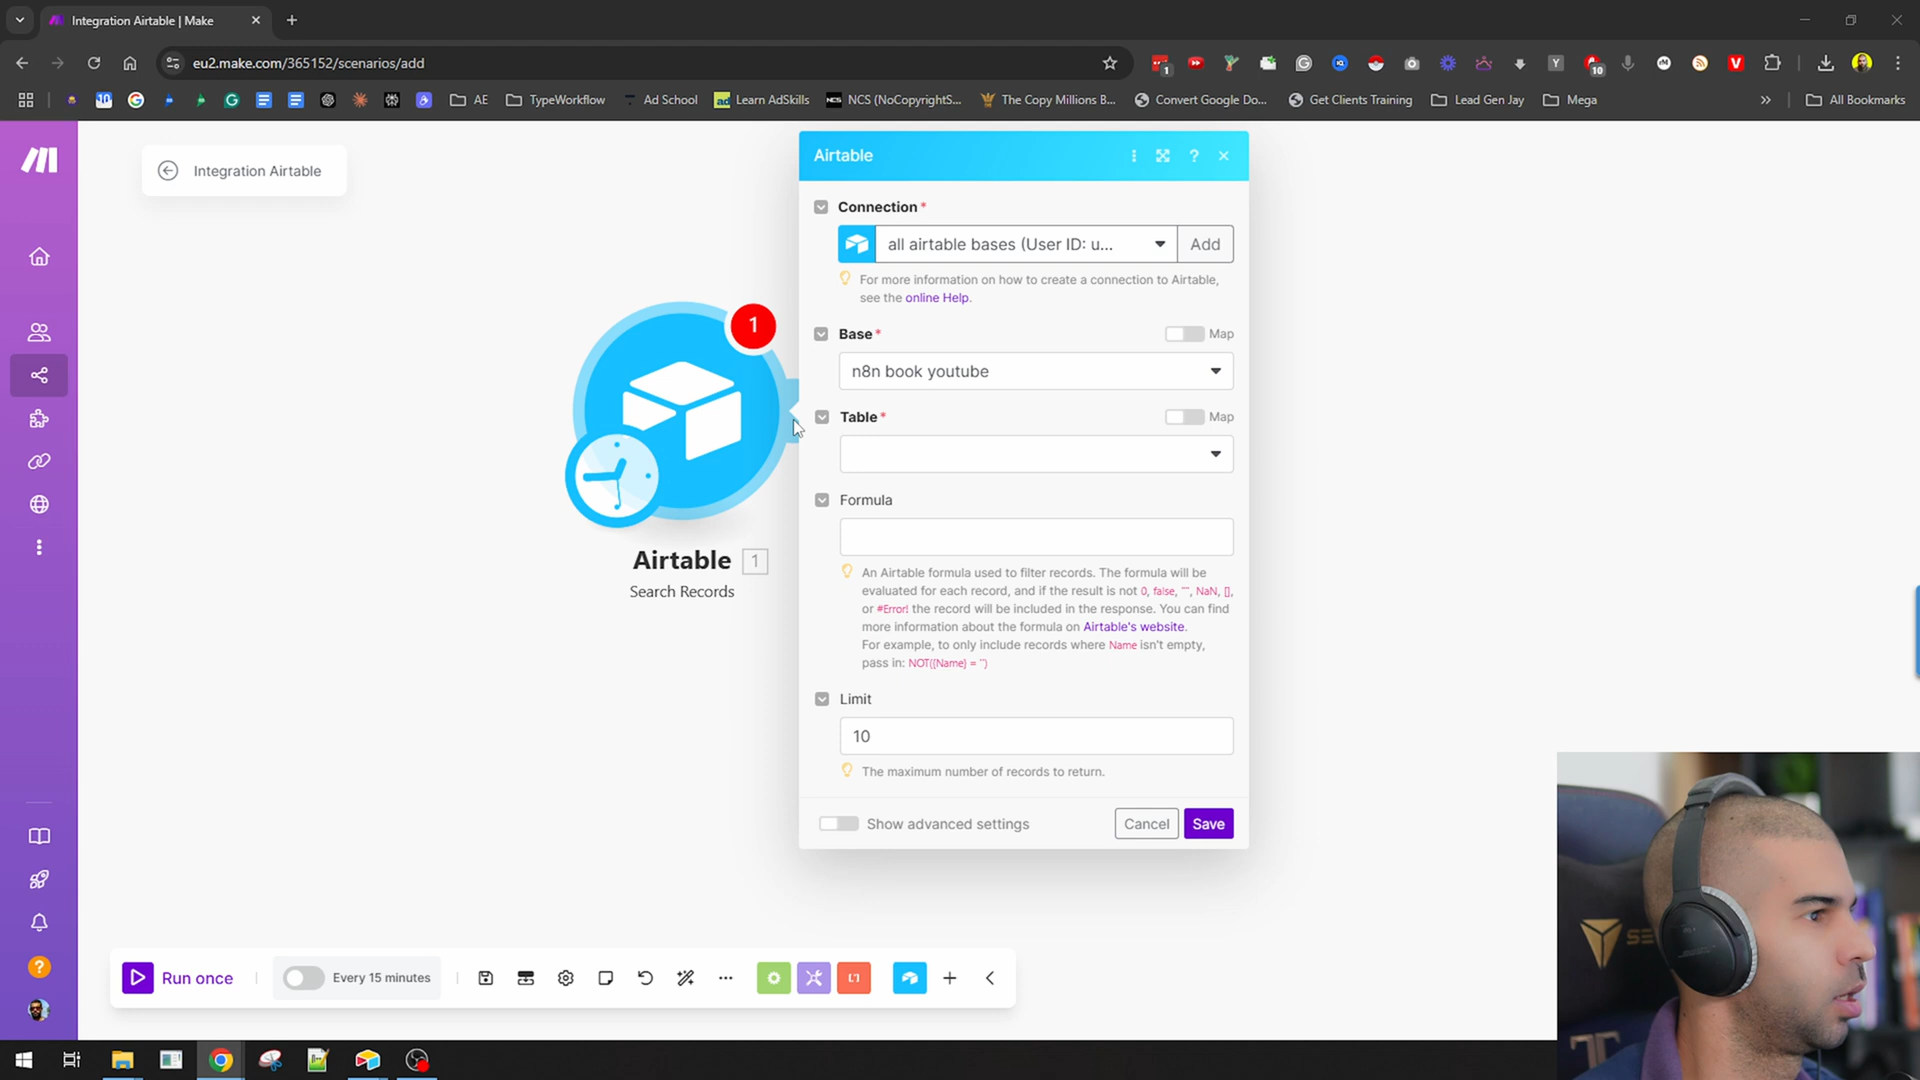 Integration Airtable | Make
eu2.make.com/365152/scenarios/add
1
10
AE
TypeWorkflow
Ad School
Learn AdSkills
NCS (NoCopyrightS...
The Copy Millions B...
Convert Google Do...
Get Clients Training
Lead Gen Jay
Mega
All Bookmarks
Integration Airtable
Airtable
Connection *
all airtable bases (User ID: u...
Add
For more information on how to create a connection to Airtable,
see the online Help.
1
Base *
Map
n8n book youtube
Table *
Map
Formula
An Airtable formula used to filter records. The formula will be
evaluated for each record, and if the result is not 0, false, "", NaN, [],
or #Error! the record will be included in the response. You can find
more information about the formula on Airtable's website.
For example, to only include records where Name isn't empty,
pass in: NOT({Name} = '')
Airtable 1
Search Records
Limit
10
The maximum number of records to return.
Show advanced settings
Cancel
Save
Run once
Every 15 minutes